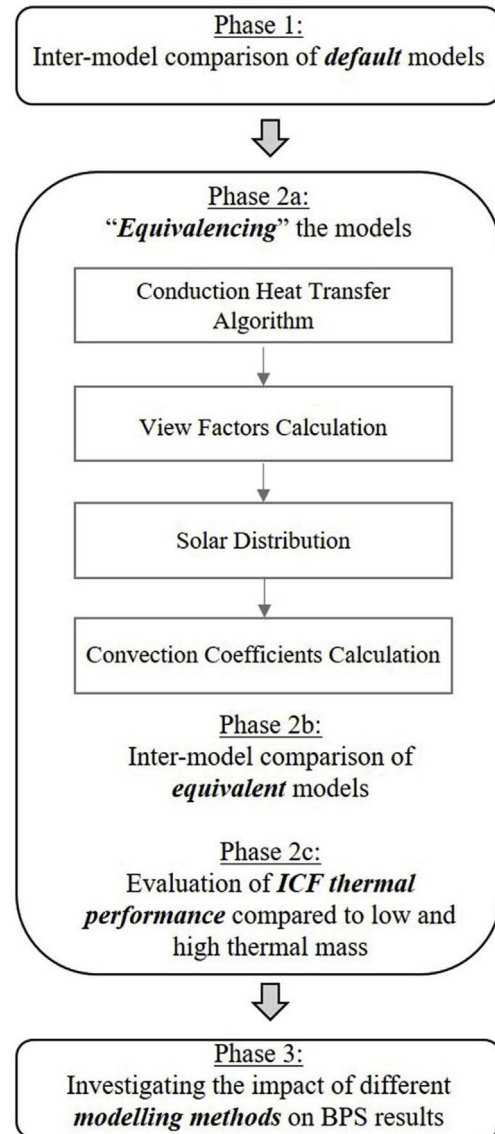 Phase 1:
Inter-model comparison of default models
Phase 2a:
“Equivalencing” the models
Conduction Heat Transfer
Algorithm
View Factors Calculation
Solar Distribution
Convection Coefficients Calculation
Phase 2b:
Inter-model comparison of
equivalent models
Phase 2c:
Evaluation of ICF thermal
performance compared to low and
high thermal mass
Phase 3:
Investigating the impact of different
modelling methods on BPS results